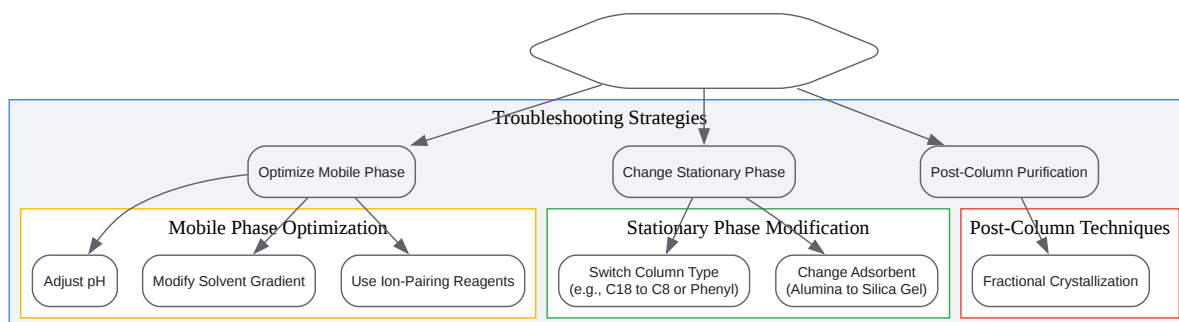 Troubleshooting Strategies
Optimize Mobile Phase
Change Stationary Phase
Post-Column Purification
Mobile Phase Optimization
Stationary Phase Modification
Post-Column Techniques
Adjust pH
Modify Solvent Gradient
Use Ion-Pairing Reagents
Switch Column Type
(e.g., C18 to C8 or Phenyl)
Change Adsorbent
(Alumina to Silica Gel)
Fractional Crystallization